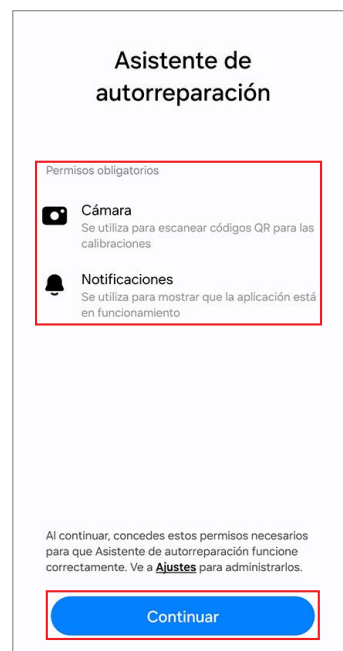 Asistente de
autorreparación
Permisos obligatorios
Cámara
Se utiliza para escanear códigos QR para las
calibraciones
Notificaciones
Se utiliza para mostrar que la aplicación está
en funcionamiento
Al continuar, concedes estos permisos necesarios
para que Asistente de autorreparación funcione
correctamente. Ve a Ajustes para administrarlos.
Continuar